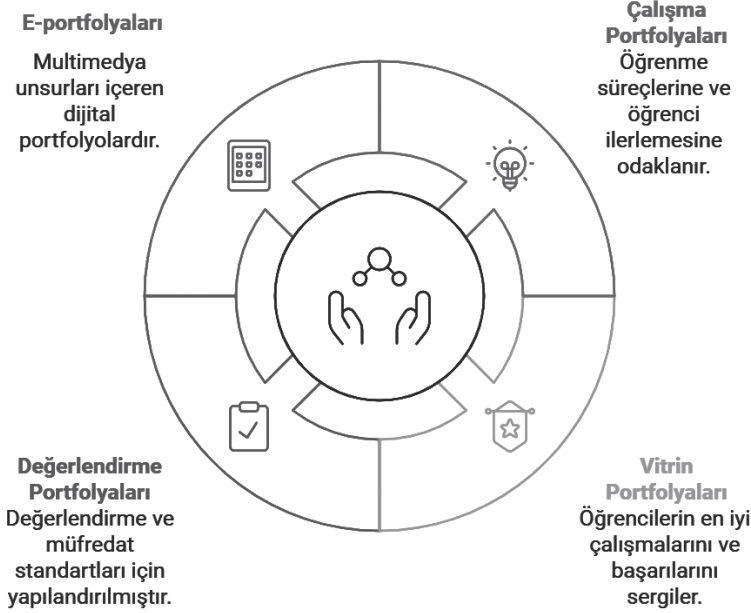 E-portfolyaları
Multimedya
unsurları içeren
dijital
portfolyolardır.
Çalışma
Portfolyaları
Öğrenme
süreçlerine ve
öğrenci
ilerlemesine
odaklanır.
Değerlendirme
Portfolyaları
Değerlendirme ve
müfredat
standartları için
yapılandırılmıştır.
Vitrin
Portfolyaları
Öğrencilerin en iyi
çalışmalarını ve
başarılarını
sergiler.